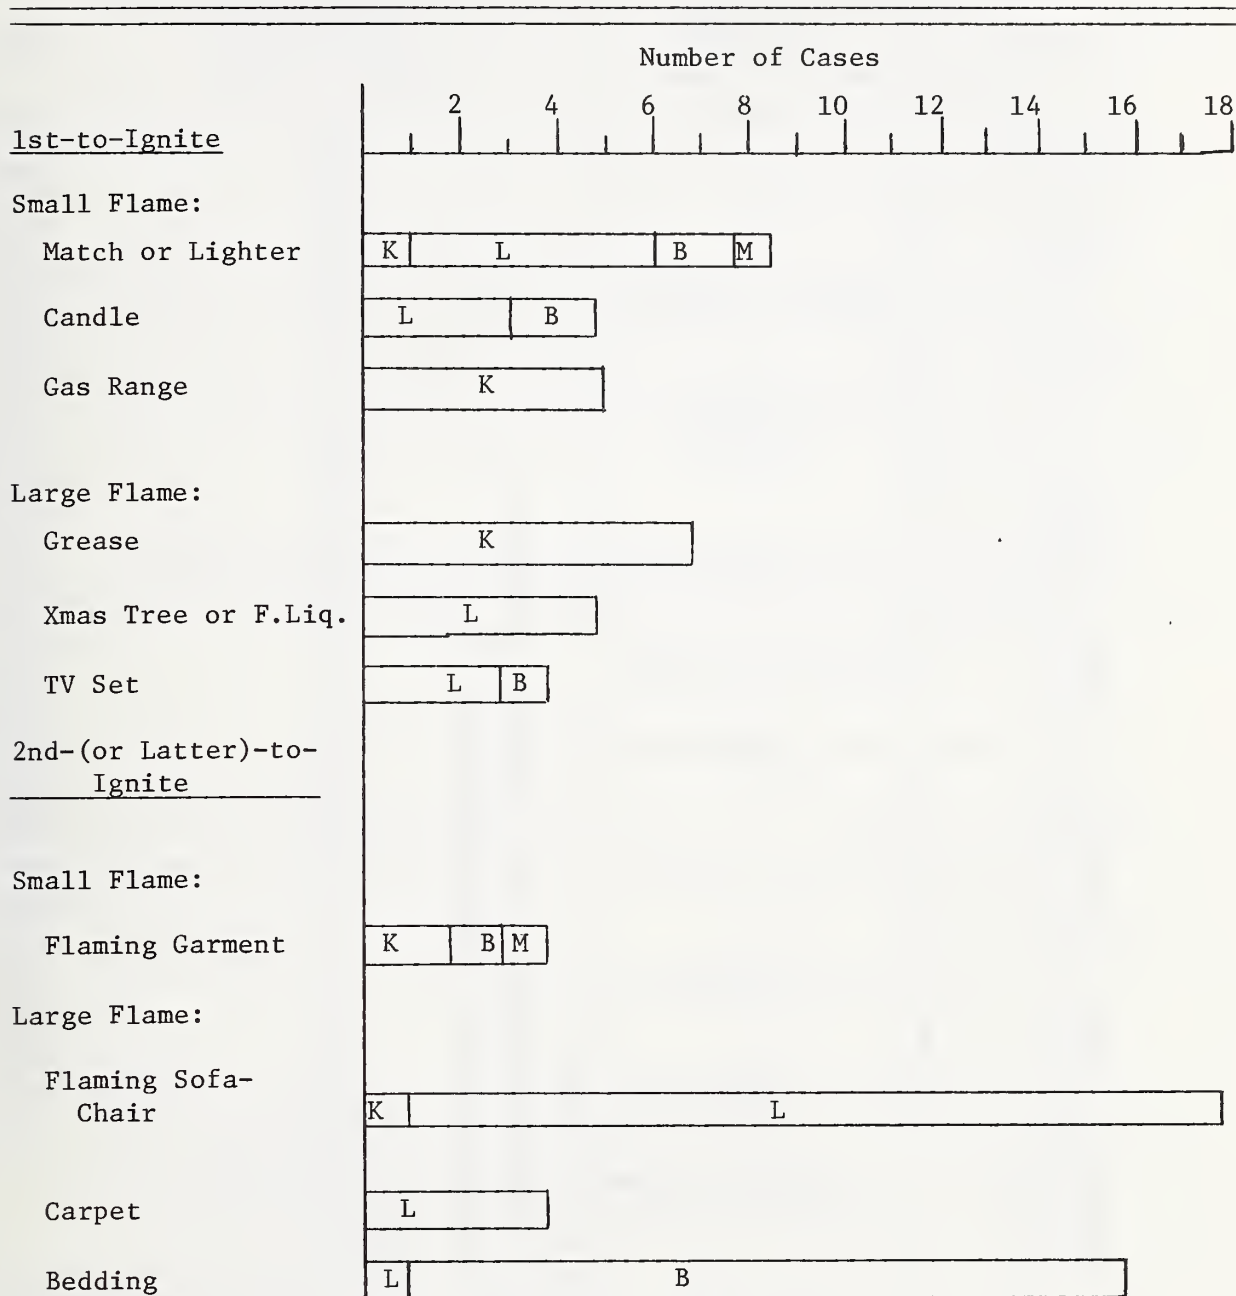 Number of Cases
2 4 6 8 10 12 14 16 18
1st-to-Ignite
Small Flame:
Match or Lighter K L B M
Candle L B
Gas Range K
Large Flame:
Grease K
Xmas Tree or F.Liq. L
TV Set L B
2nd-(or Latter)-to-
Ignite
Small Flame:
Flaming Garment K B M
Large Flame:
Flaming Sofa-
Chair K L
Carpet L
Bedding L B